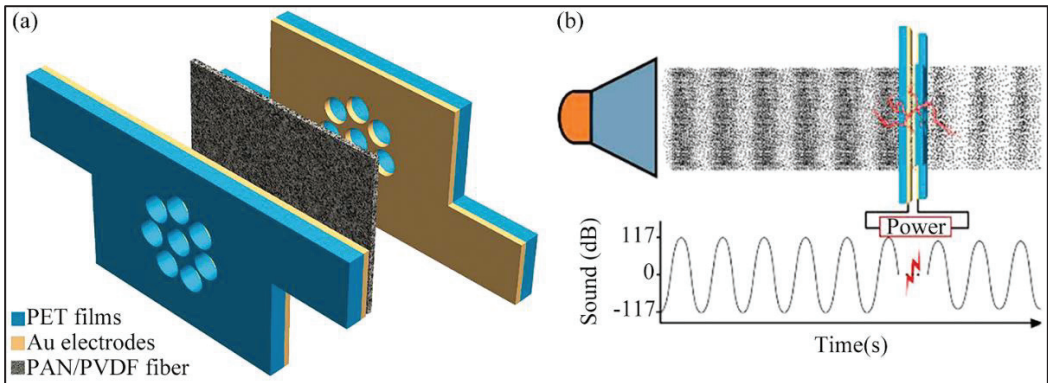 (a)
PET films
Au electrodes
PAN/PVDF fiber
(b)
Power
Sound (dB)
117
0
-117
Time(s)